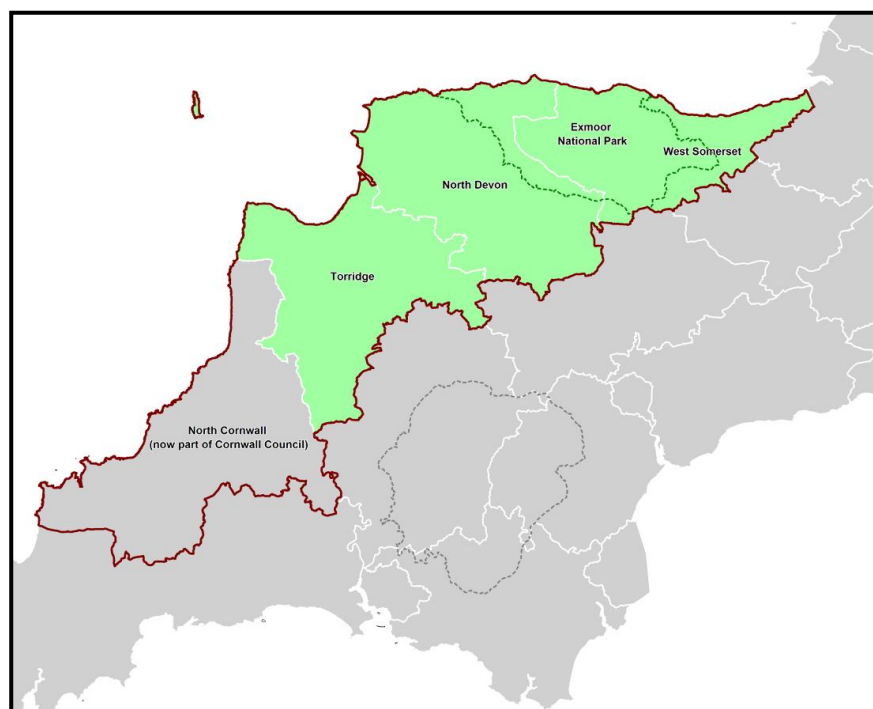 Exmoor
National Park
West Somerset
North Devon
Torridge
North Cornwall
(now part of Cornwall Council)